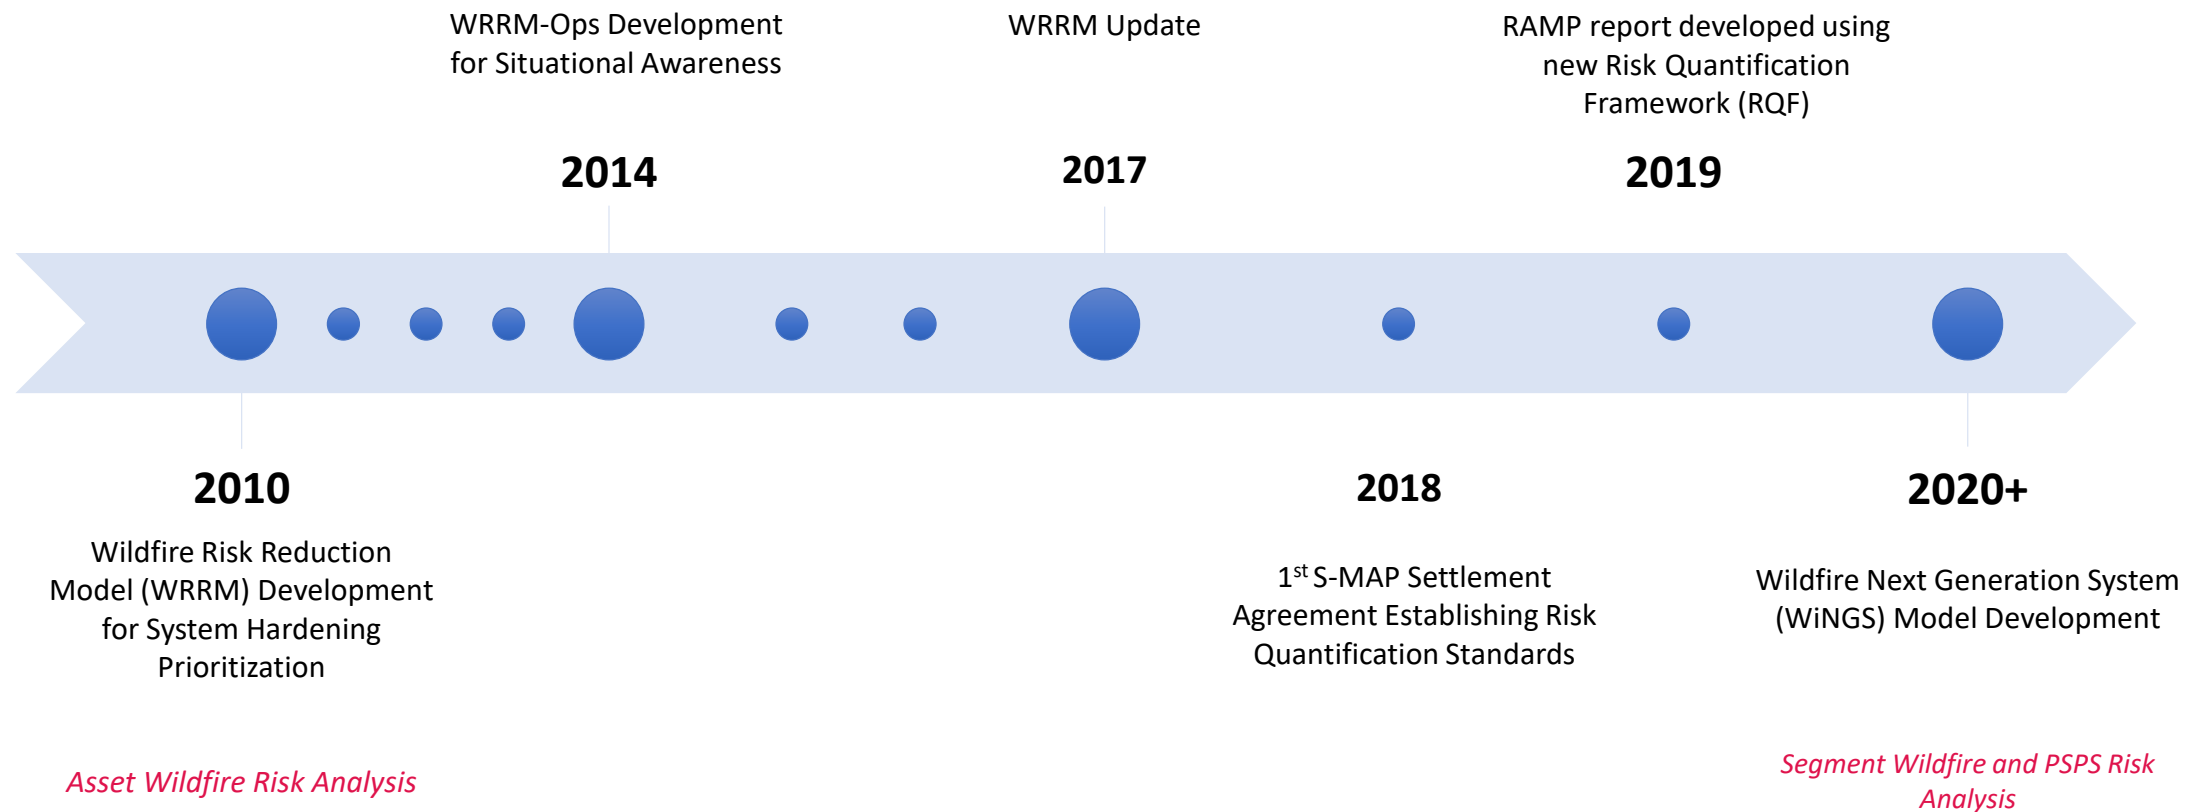 WRRM-Ops Development
for Situational Awareness
2014
WRRM Update
2017
RAMP report developed using
new Risk Quantification
Framework (RQF)
2019
2010
Wildfire Risk Reduction
Model (WRRM) Development
for System Hardening
Prioritization
2018
1st S-MAP Settlement
Agreement Establishing Risk
Quantification Standards
2020+
Wildfire Next Generation System
(WiNGS) Model Development
Asset Wildfire Risk Analysis
Segment Wildfire and PSPS Risk
Analysis